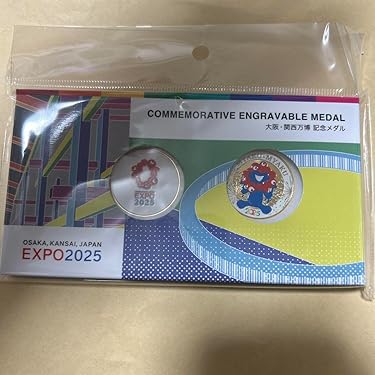 COMMEMORATIVE ENGRAVABLE MEDAL
大阪・関西万博 記念メダル
EXPO
2025
2025
OSAKA, KANSAI, JAPAN
EXPO2025